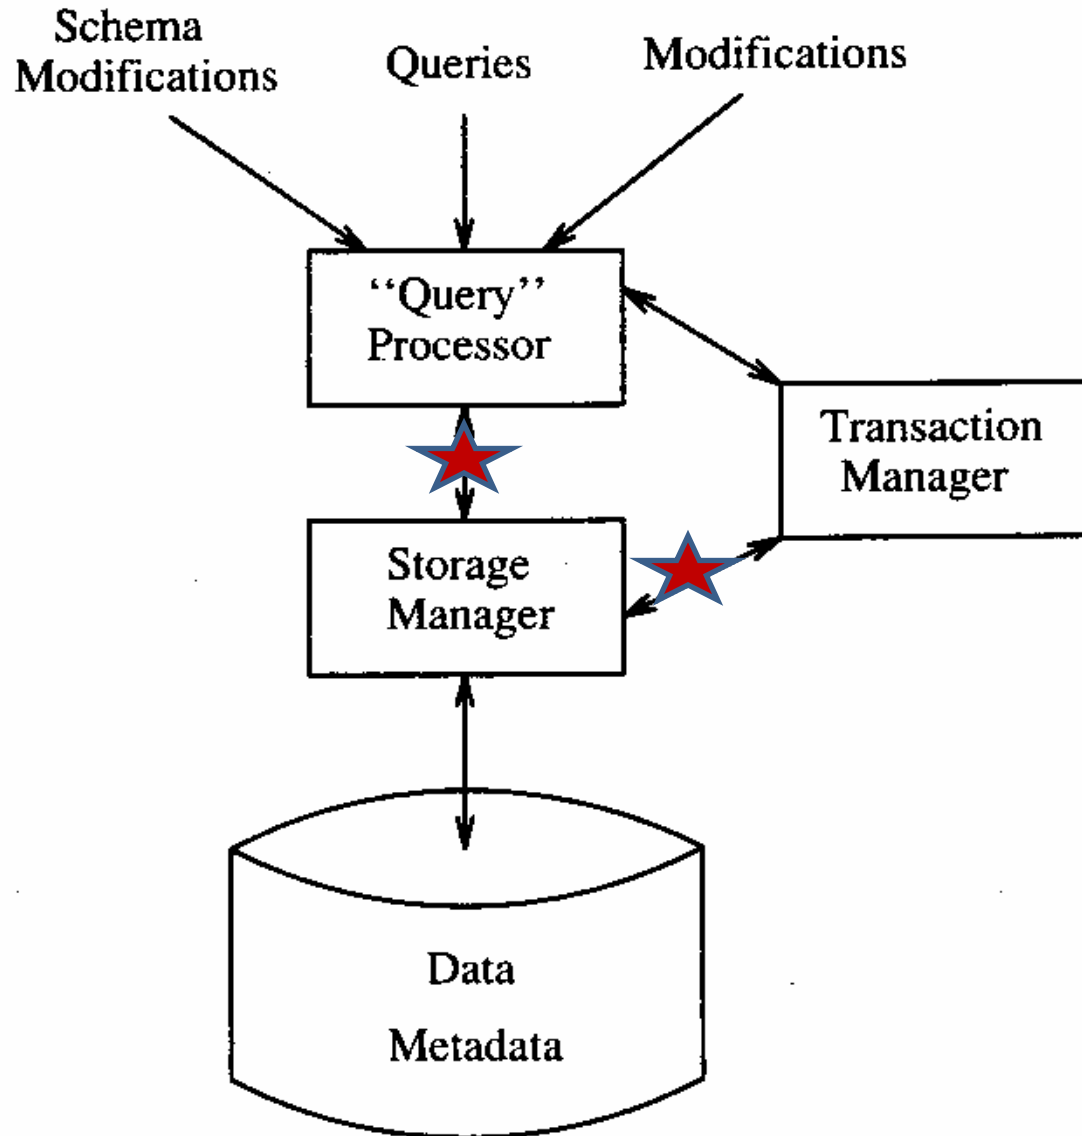 Schema
Modifications
Queries
Modifications
‘‘Query’’
Processor
Transaction
Manager
Storage
Manager
Data
Metadata